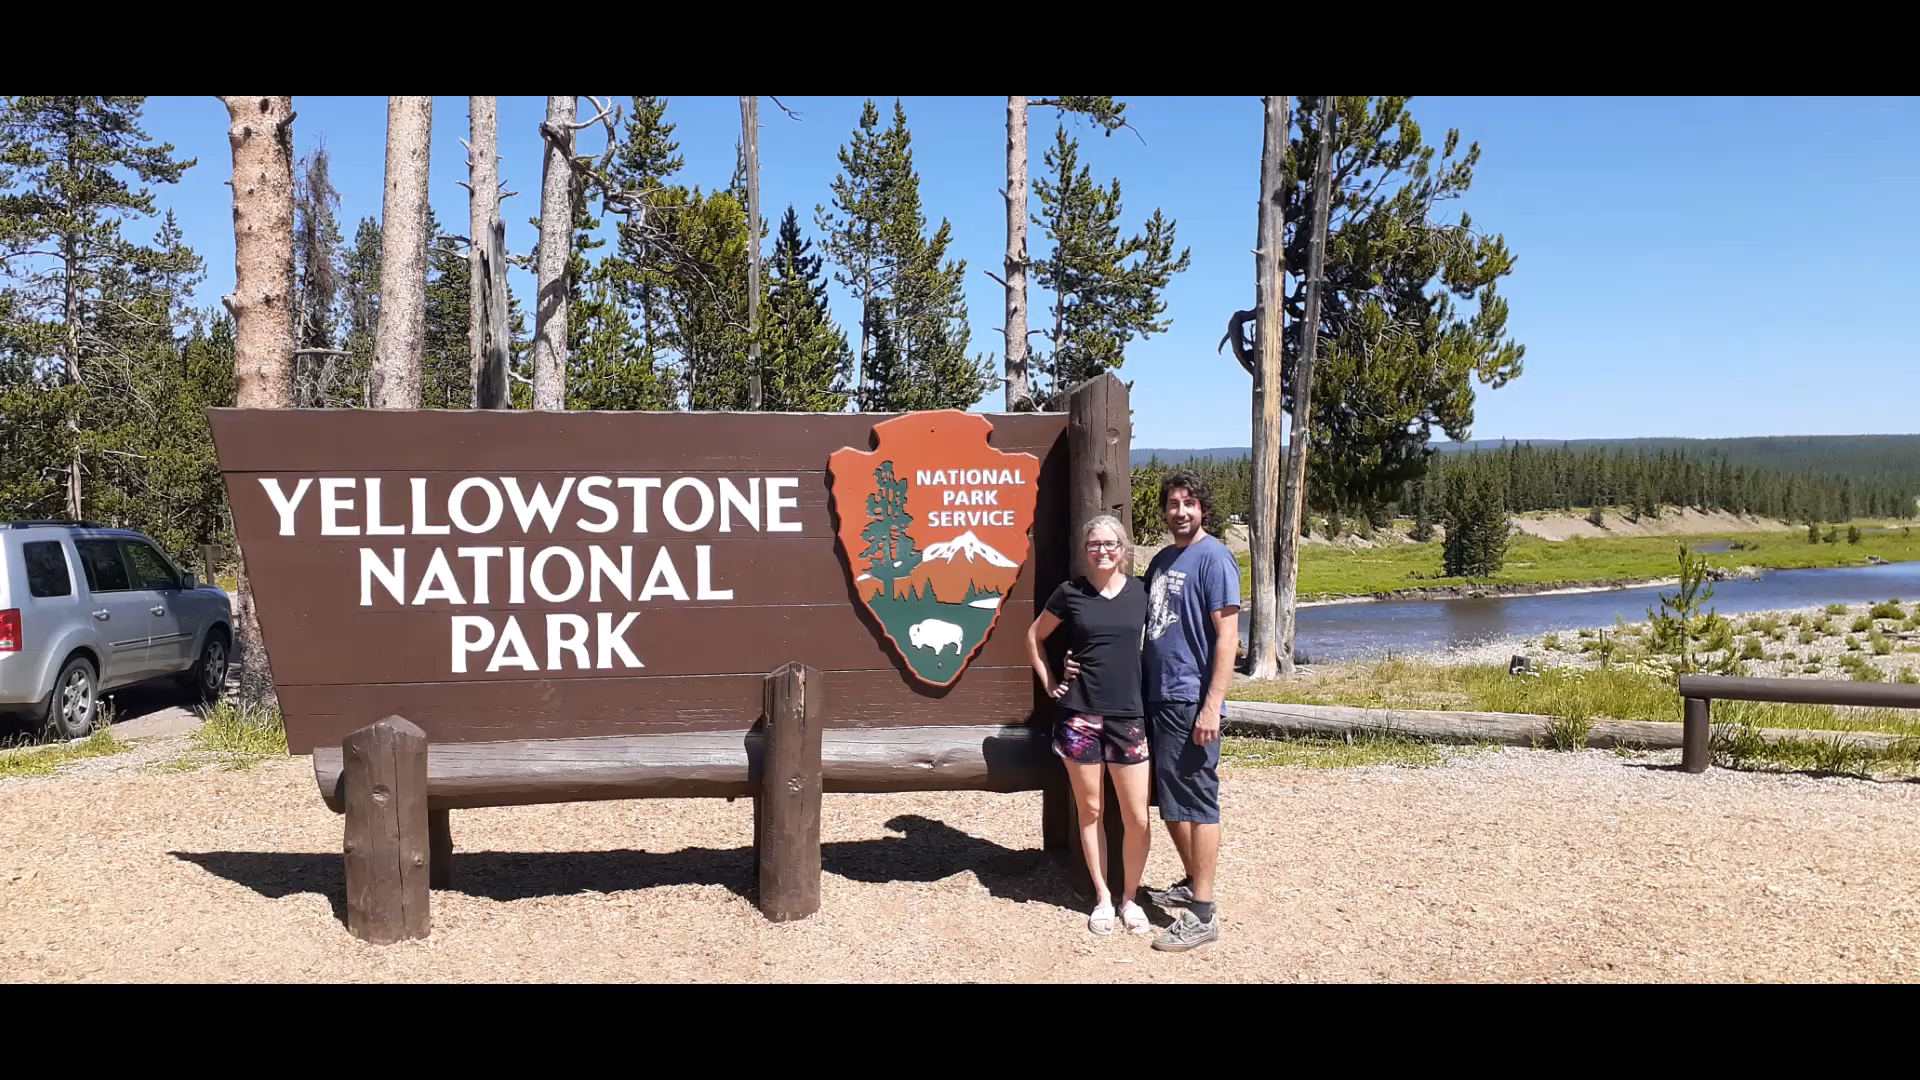 YELLOWSTONE
NATIONAL
PARK
NATIONAL
PARK
SERVICE